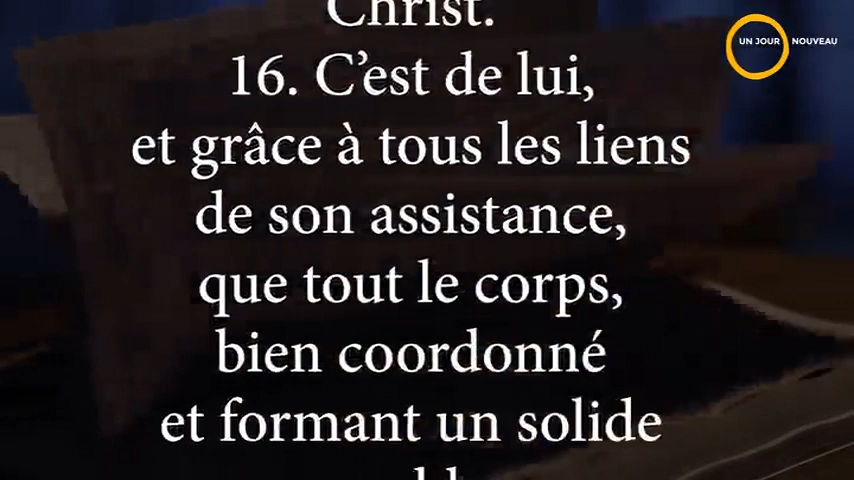 Christ.
16. C’est de lui,
et grâce à tous les liens
de son assistance,
que tout le corps,
bien coordonné
et formant un solide
UN JOUR NOUVEAU